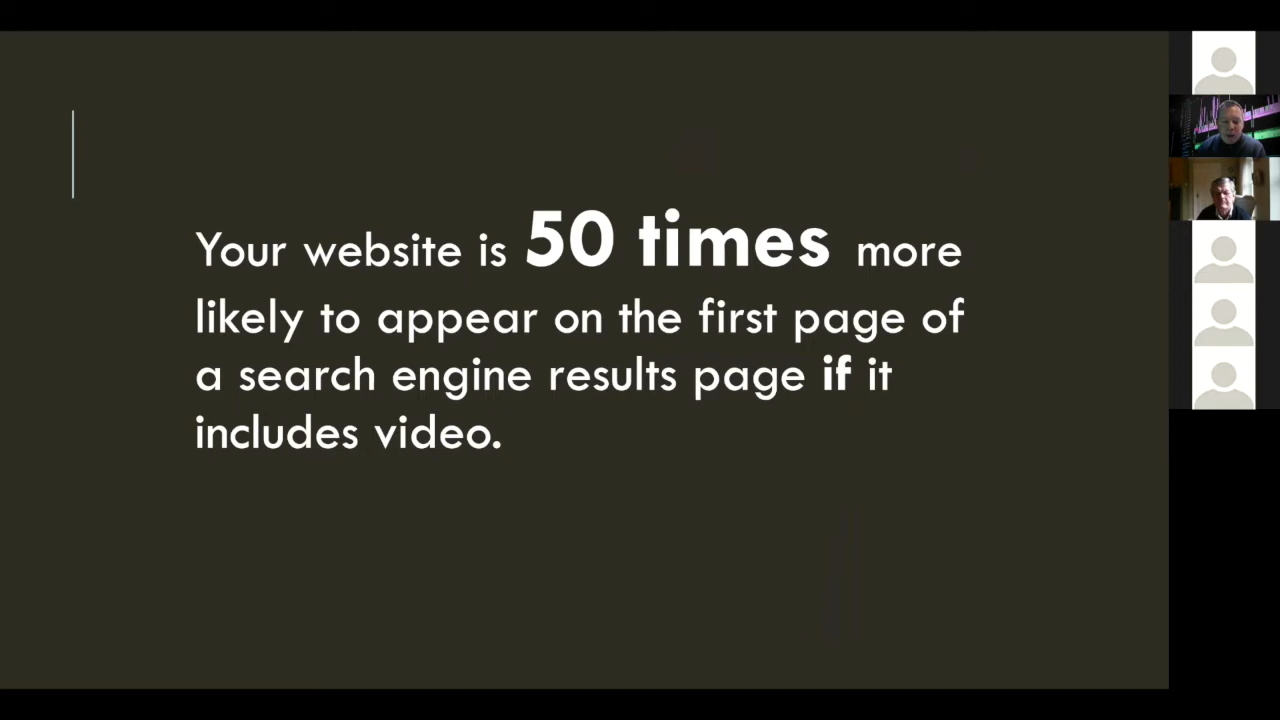 Your website is 50 times more
likely to appear on the first page of
a search engine results page if it
includes video.